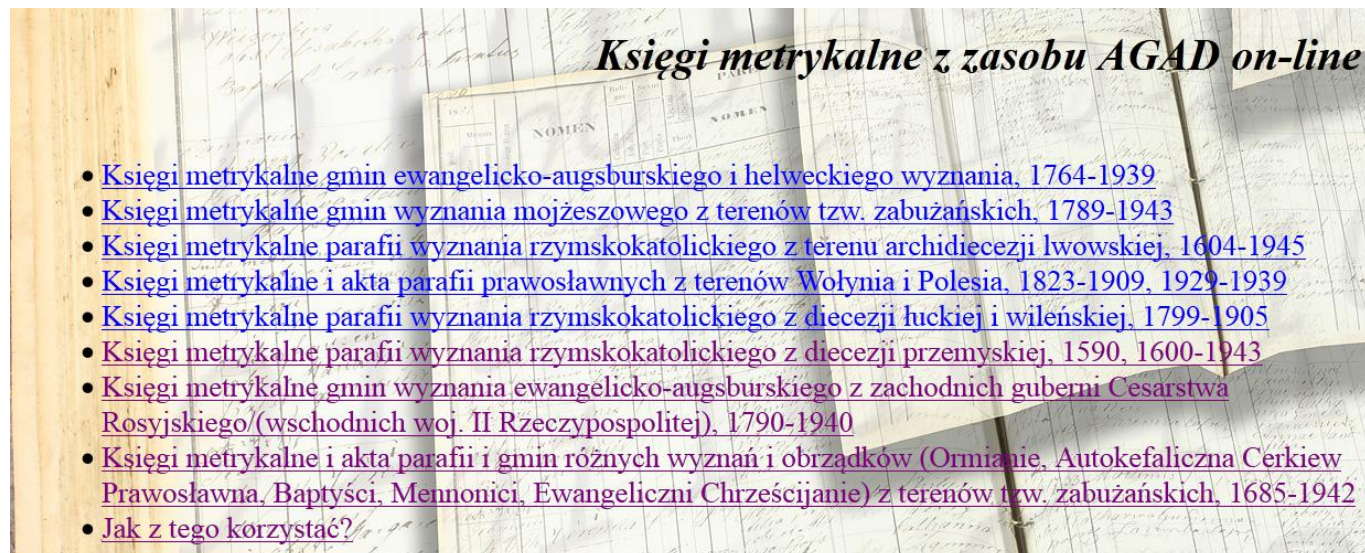 Księgi metrykalne z zasobu AGAD on-line
NOMEN
NOMEN
• Księgi metrykalne gmin ewangelicko-augsburskiego i helweckiego wyznania, 1764-1939
• Księgi metrykalne gmin wyznania mojżeszowego z terenów tzw. zabużańskich, 1789-1943
• Księgi metrykalne parafii wyznania rzymskokatolickiego z terenu archidiecezji lwowskiej, 1604-1945
• Księgi metrykalne i akta parafii prawosławnych z terenów Wołynia i Polesia, 1823-1909, 1929-1939
• Księgi metrykalne parafii wyznania rzymskokatolickiego z diecezji łuckiej i wileńskiej, 1799-1905
• Księgi metrykalne parafii wyznania rzymskokatolickiego z diecezji przemyskiej, 1590, 1600-1943
• Księgi metrykalne gmin wyznania ewangelicko-augsburskiego z zachodnich guberni Cesarstwa
Rosyjskiego/(wschodnich woj. II Rzeczypospolitej), 1790-1940
• Księgi metrykalne i akta parafii i gmin różnych wyznań i obrządków (Ormianie, Autokefaliczna Cerkiew
Prawosławna, Baptyści, Mennonici, Ewangeliczni Chrześcijanie) z terenów tzw. zabużańskich, 1685-1942
• Jak z tego korzystać?